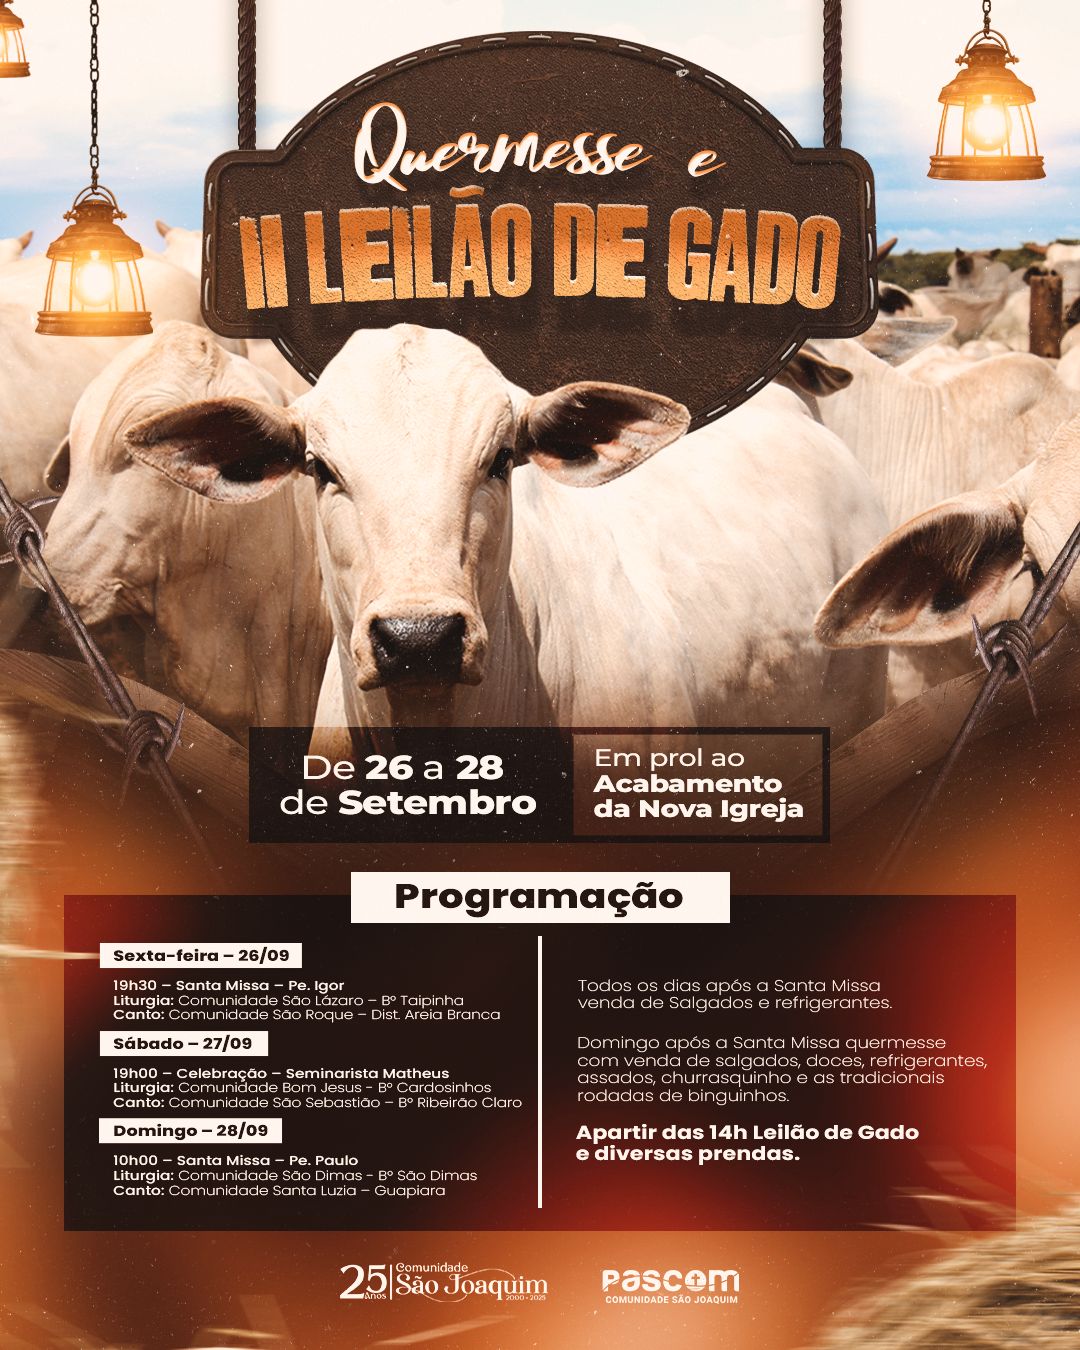 Quermesse e
II LEILÃO DE GADO
De 26 a 28
de Setembro
Em prol ao
Acabamento
da Nova Igreja
Programação
Sexta-feira – 26/09
19h30 – Santa Missa – Pe. Igor
Liturgia: Comunidade São Lázaro – Bº Taipinha
Canto: Comunidade São Roque – Dist. Areia Branca
Sábado – 27/09
19h00 – Celebração – Seminarista Matheus
Liturgia: Comunidade Bom Jesus - Bº Cardosinhos
Canto: Comunidade São Sebastião – Bº Ribeirão Claro
Domingo – 28/09
10h00 – Santa Missa – Pe. Paulo
Liturgia: Comunidade São Dimas - Bº São Dimas
Canto: Comunidade Santa Luzia – Guapiara
Todos os dias após a Santa Missa
venda de Salgados e refrigerantes.
Domingo após a Santa Missa quermesse
com venda de salgados, doces, refrigerantes,
assados, churrasquinho e as tradicionais
rodadas de binguinhos.
Apartir das 14h Leilão de Gado
e diversas prendas.
25 Anos
Comunidade
São Joaquim
2000 - 2025
Pascom
COMUNIDADE SÃO JOAQUIM